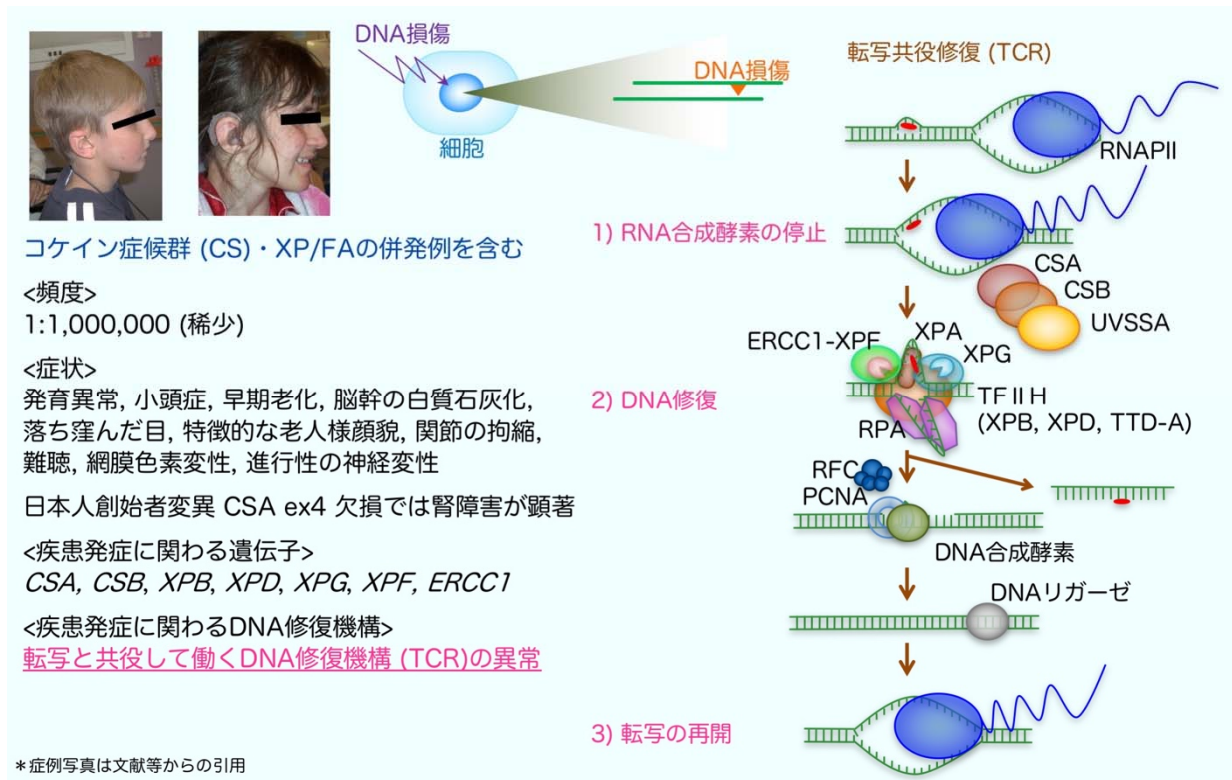 DNA損傷
細胞
DNA損傷
コケイン症候群 (CS)・XP/FAの併発例を含む
<頻度>
1:1,000,000 (稀少)
<症状>
発育異常, 小頭症, 早期老化, 脳幹の白質石灰化,
落ち窪んだ目, 特徴的な老人様顔貌, 関節の拘縮,
難聴, 網膜色素変性, 進行性の神経変性
日本人創始者変異 CSA ex4 欠損では腎障害が顕著
<疾患発症に関わる遺伝子>
CSA, CSB, XPB, XPD, XPG, XPF, ERCC1
<疾患発症に関わるDNA修復機構>
転写と共役して働くDNA修復機構 (TCR)の異常
*症例写真は文献等からの引用
転写共役修復 (TCR)
RNAPII
1) RNA合成酵素の停止
CSA
CSB
UVSSA
ERCC1-XPF
XPA
XPG
2) DNA修復
TFⅡH
(XPB, XPD, TTD-A)
RPA
RFC
PCNA
DNA合成酵素
DNAリガーゼ
3) 転写の再開